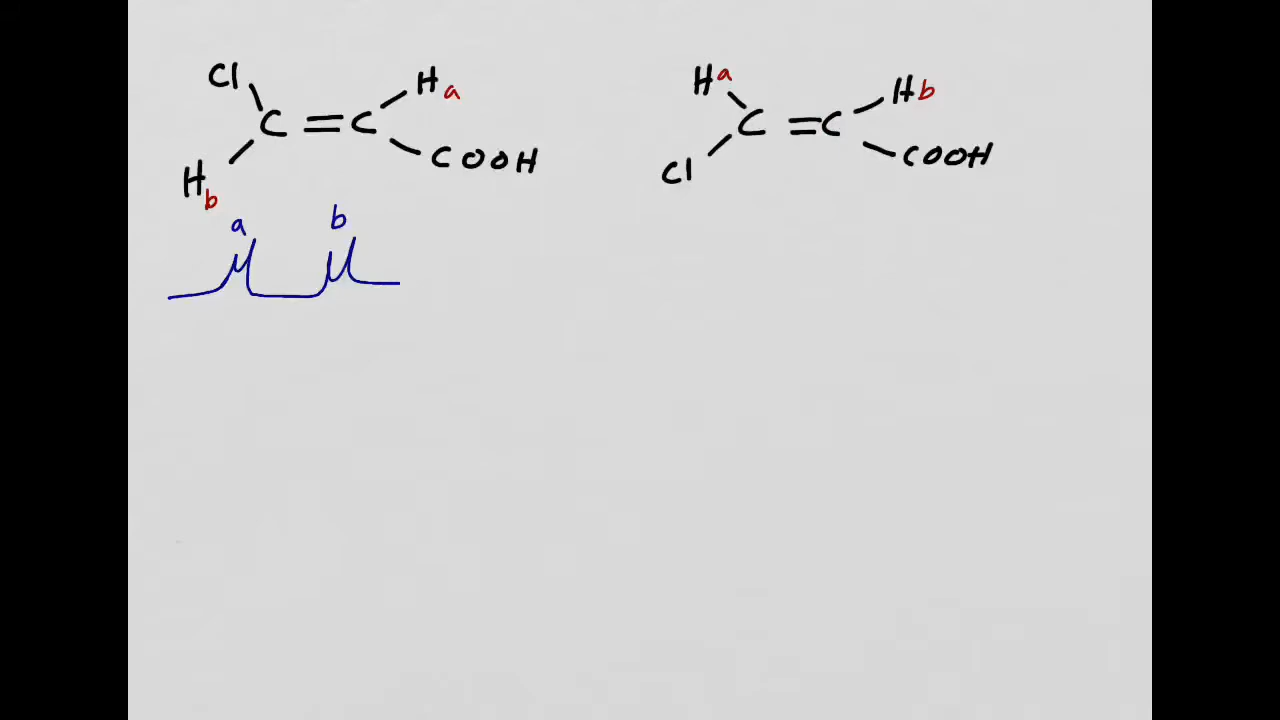 Cl Ha
C = C
Hb COOH
a b
Ha Hb
C = C
Cl COOH